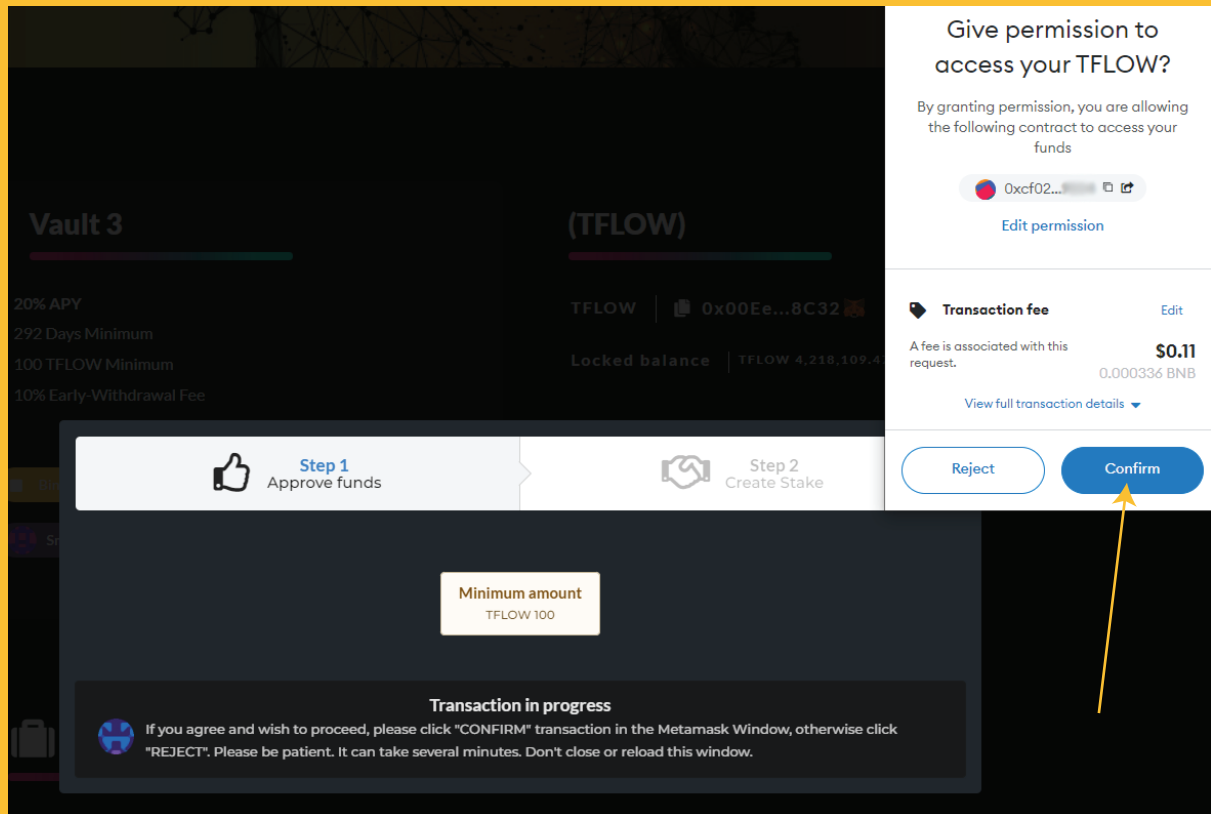 Give permission to
access your TFLOW?
By granting permission, you are allowing
the following contract to access your
funds
0xcf02...
Edit permission
Transaction fee
Edit
A fee is associated with this
request.
$0.11
0.000336 BNB
View full transaction details
Reject
Confirm
Vault 3
20% APY
292 Days Minimum
100 TFLOW Minimum
10% Early-Withdrawal Fee
(TFLOW)
TFLOW
0x00Ee...8C32
Locked balance
TFLOW 4,218,109.4
Step 1
Approve funds
Step 2
Create Stake
Minimum amount
TFLOW 100
Transaction in progress
If you agree and wish to proceed, please click "CONFIRM" transaction in the Metamask Window, otherwise click
"REJECT". Please be patient. It can take several minutes. Don't close or reload this window.